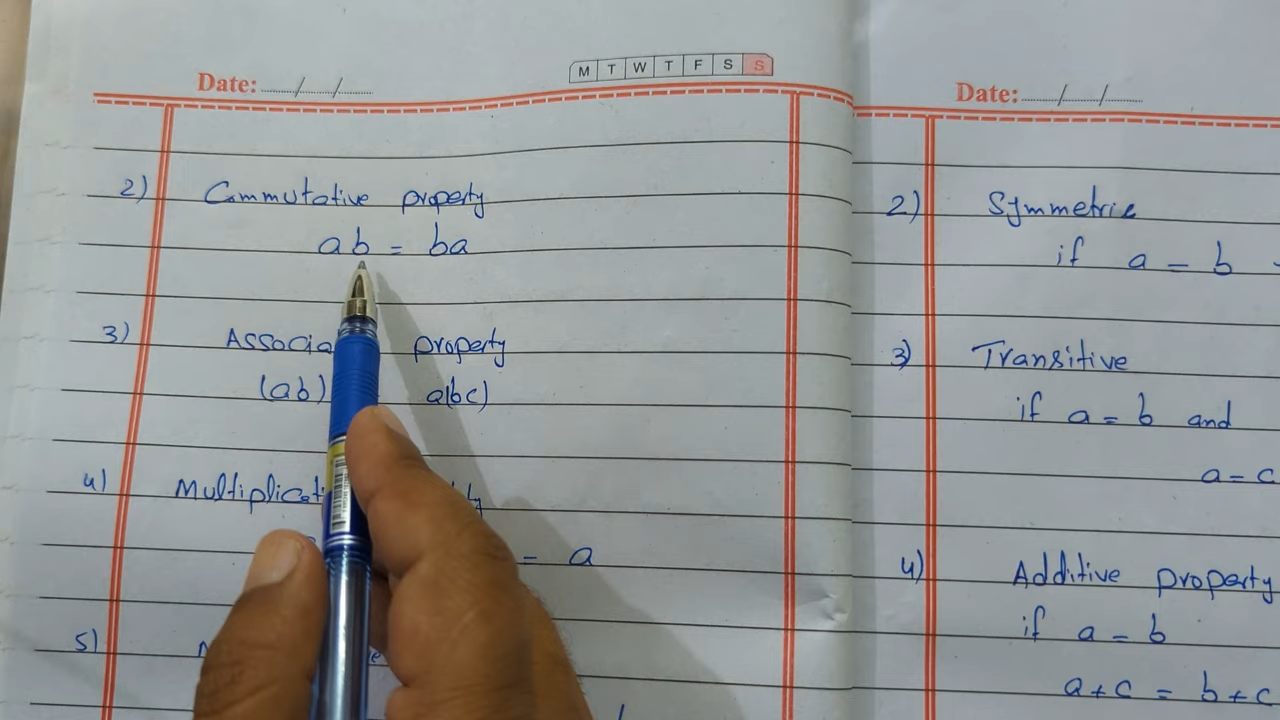 Date: ...../...../.....
M T W T F S S
2) Commutative property
ab = ba
3) property
(ab) a(bc)
4)
= a
5)
Date: ...../...../.....
2) Symmetric
if a = b
3) Transitive
if a = b and
a = c
4) Additive property
if a = b
a+c = b+c